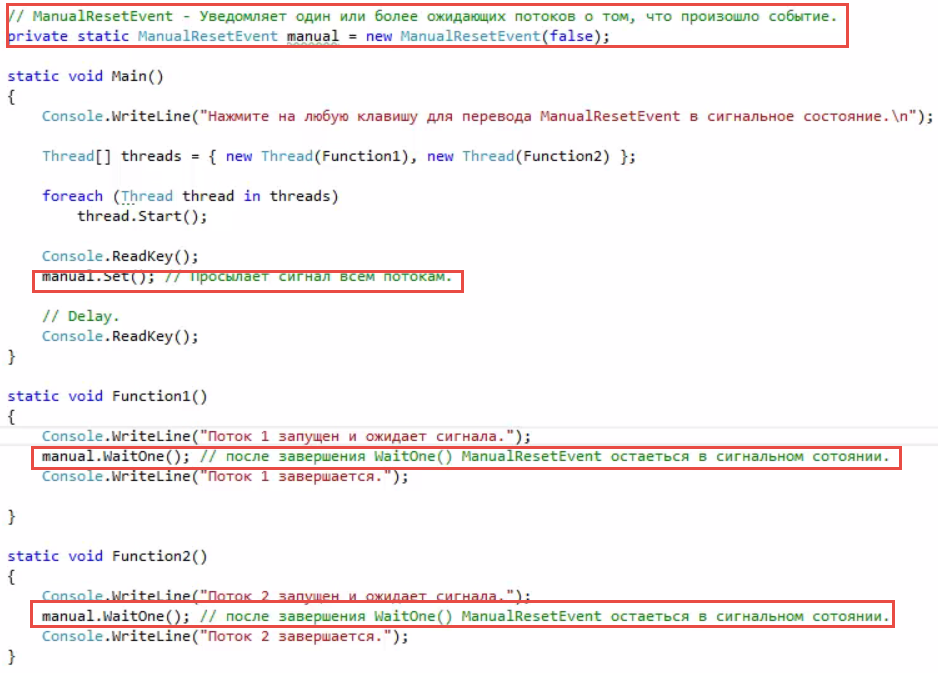 // ManualResetEvent - Уведомляет один или более ожидающих потоков о том, что произошло событие.
private static ManualResetEvent manual = new ManualResetEvent(false);
static void Main()
{
Console.WriteLine("Нажмите на любую клавишу для перевода ManualResetEvent в сигнальное состояние.\n");
Thread[] threads = { new Thread(Function1), new Thread(Function2) };
foreach (Thread thread in threads)
thread.Start();
Console.ReadKey();
manual.Set(); // Просылает сигнал всем потокам.
// Delay.
Console.ReadKey();
}
static void Function1()
{
Console.WriteLine("Поток 1 запущен и ожидает сигнала.");
manual.WaitOne(); // после завершения WaitOne() ManualResetEvent остаеться в сигнальном сотоянии.
Console.WriteLine("Поток 1 завершается.");
}
static void Function2()
{
Console.WriteLine("Поток 2 запущен и ожидает сигнала.");
manual.WaitOne(); // после завершения WaitOne() ManualResetEvent остаеться в сигнальном сотоянии.
Console.WriteLine("Поток 2 завершается.");
}